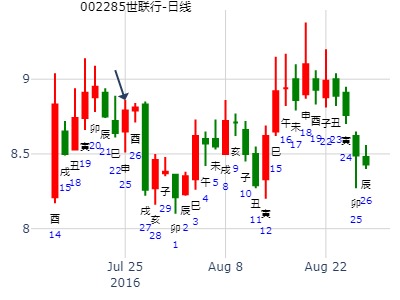 002285世联行-日线
9
8.5
8
酉
14
戌
15
丑
18
寅
19
卯
20
辰
21
巳
22
申
25
酉
26
戌
27
亥
28
子
29
卯
1
辰
2
巳
3
午
4
未
5
戌
8
亥
9
子
10
丑
11
寅
12
巳
15
午
16
未
17
申
18
酉
19
子
22
丑
23
寅
24
卯
25
辰
26
Jul 25
2016
Aug 8
Aug 22